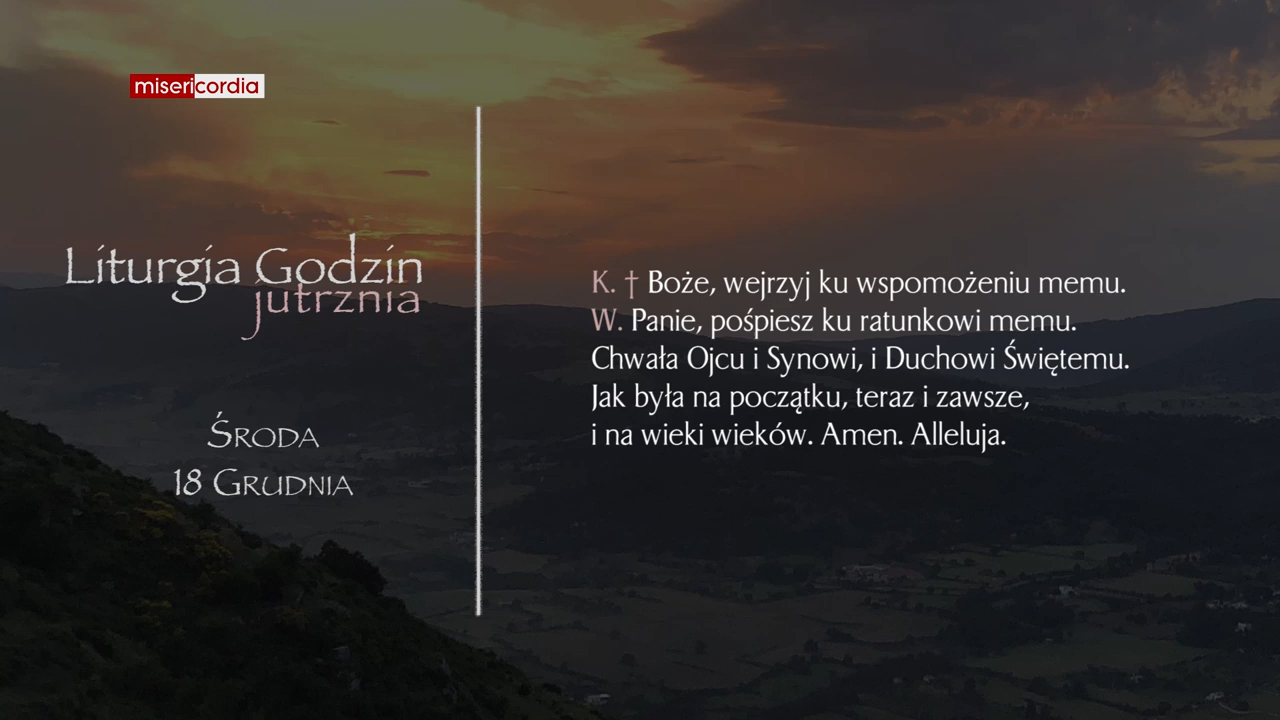 misericordia
Liturgia Godzin
jutrznia
Środa
18 Grudnia
K. † Boże, wejrzyj ku wspomożeniu memu.
W. Panie, pośpiesz ku ratunkowi memu.
Chwała Ojcu i Synowi, i Duchowi Świętemu.
Jak była na początku, teraz i zawsze,
i na wieki wieków. Amen. Alleluja.